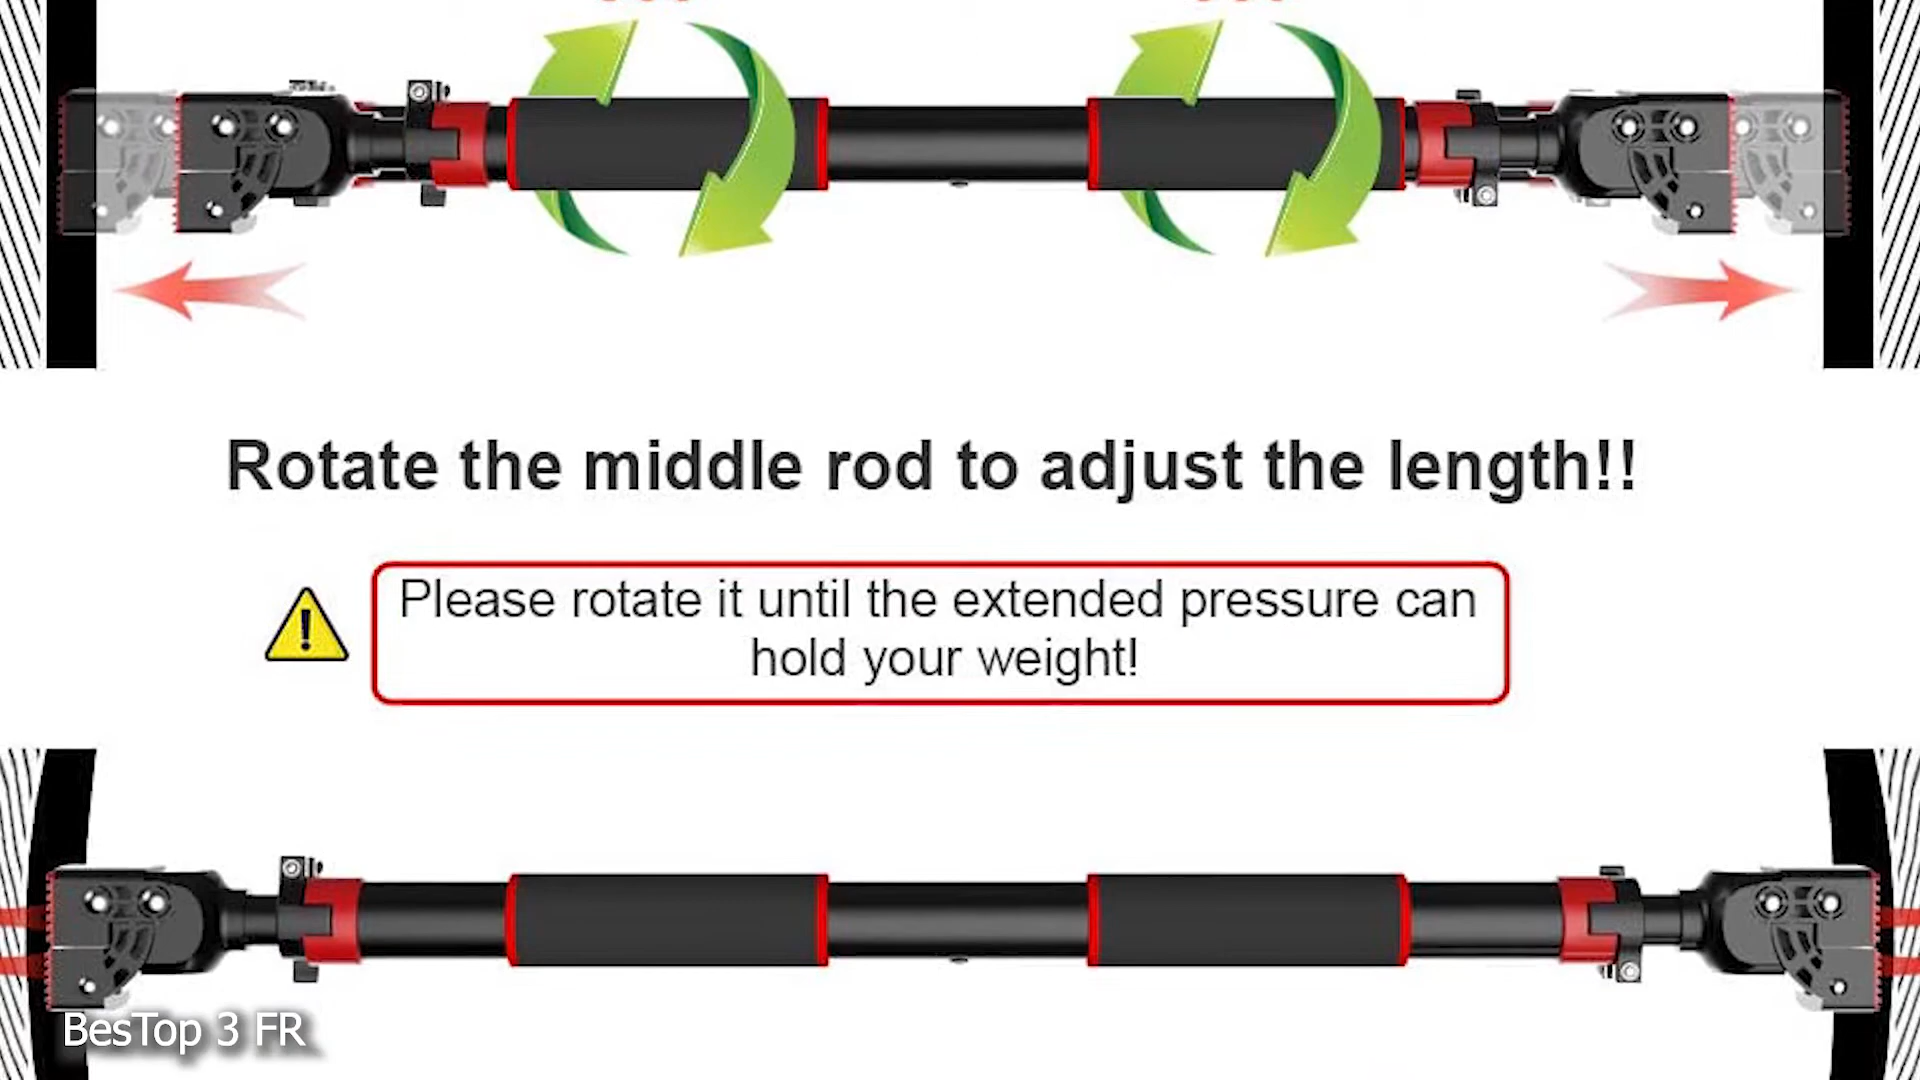 Rotate the middle rod to adjust the length!!
Please rotate it until the extended pressure can
hold your weight!
BesTop 3 FR